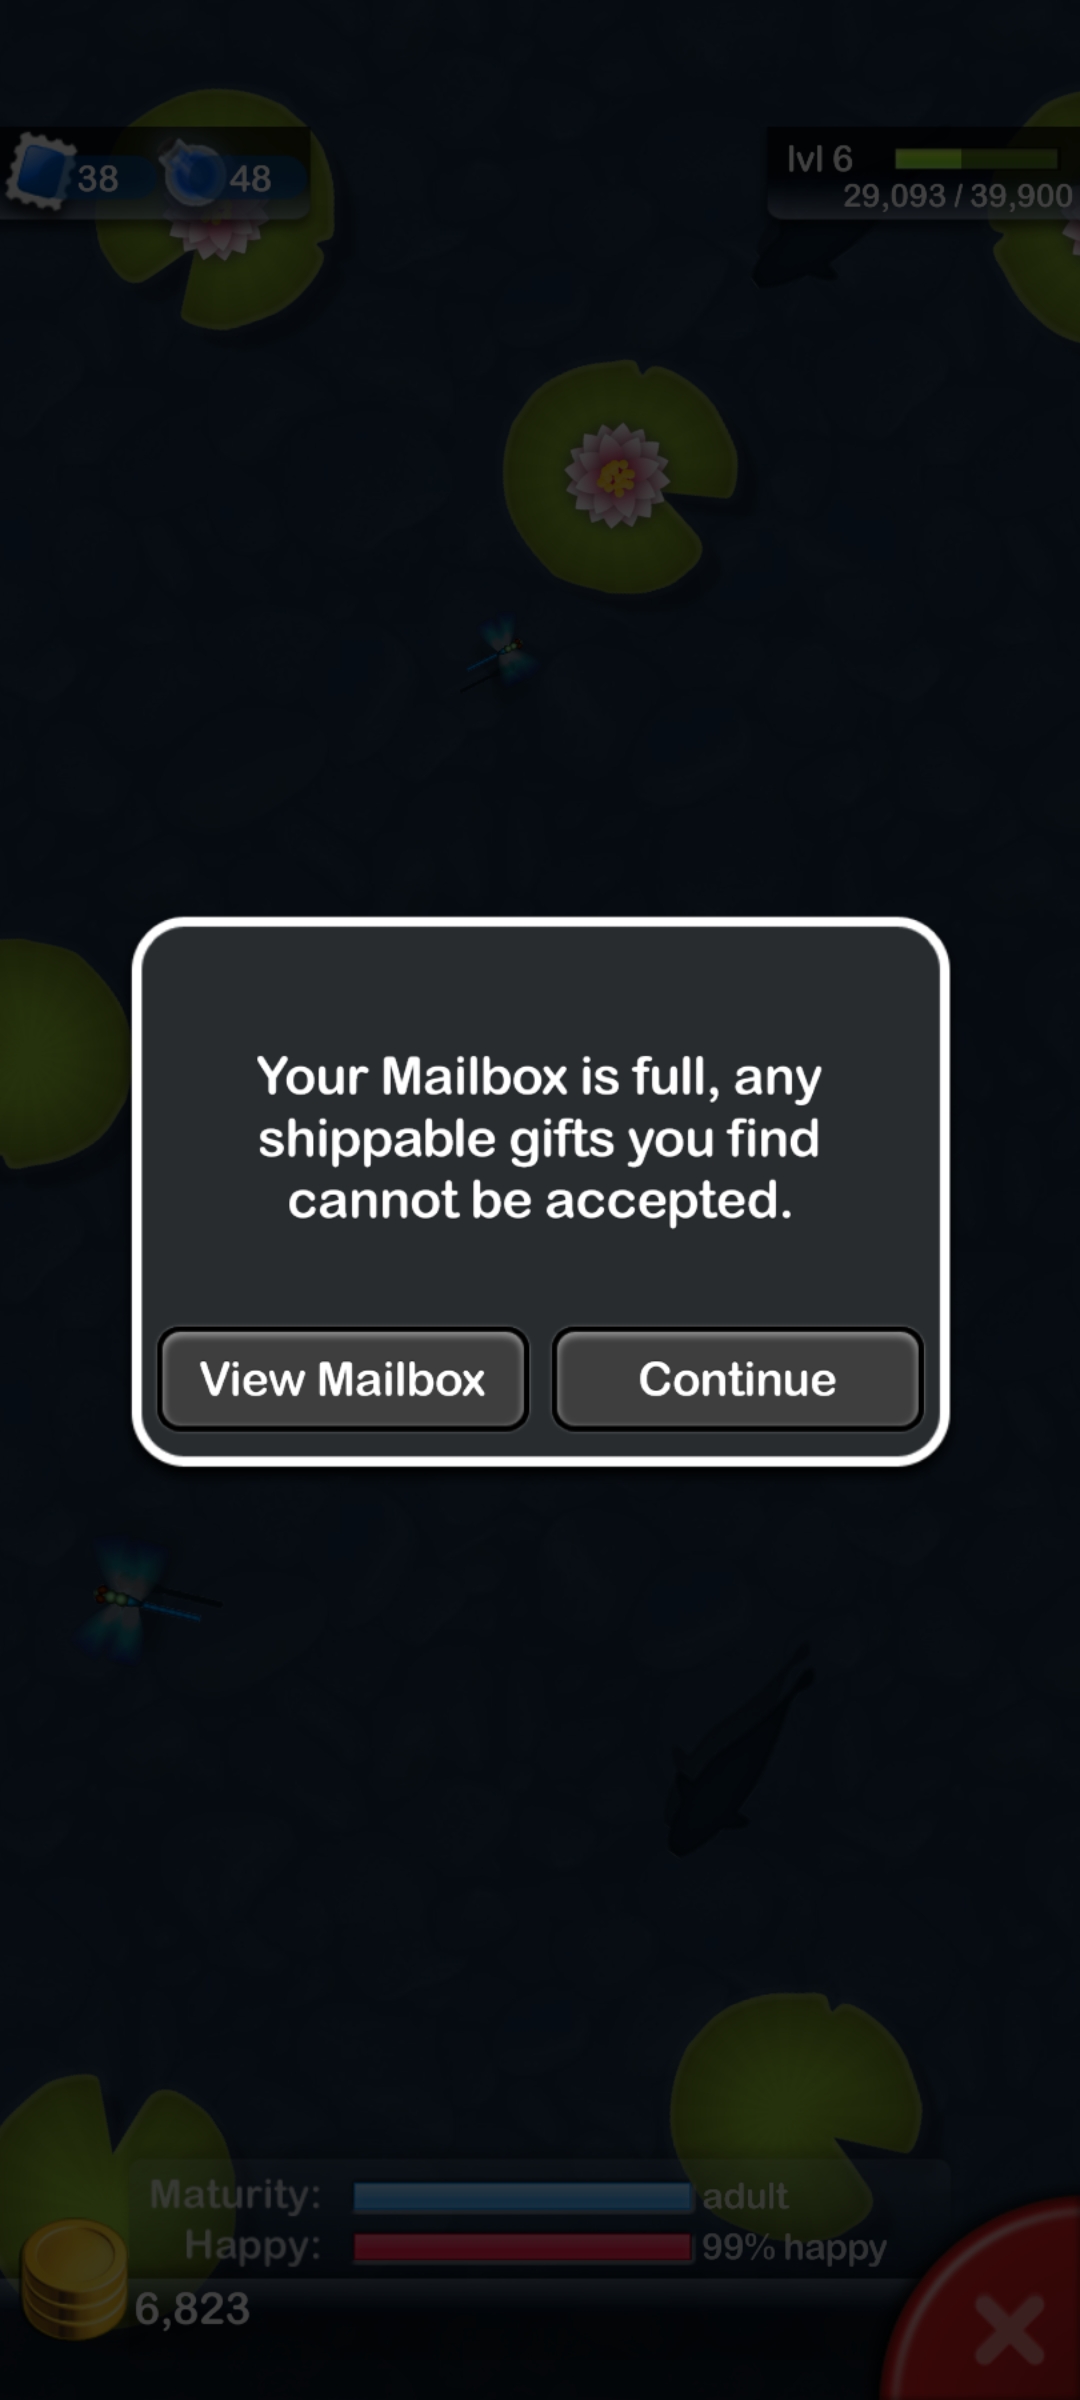 38
48
lvl 6
29,093 / 39,900
Your Mailbox is full, any
shippable gifts you find
cannot be accepted.
View Mailbox
Continue
Maturity:
adult
Happy:
99% happy
6,823